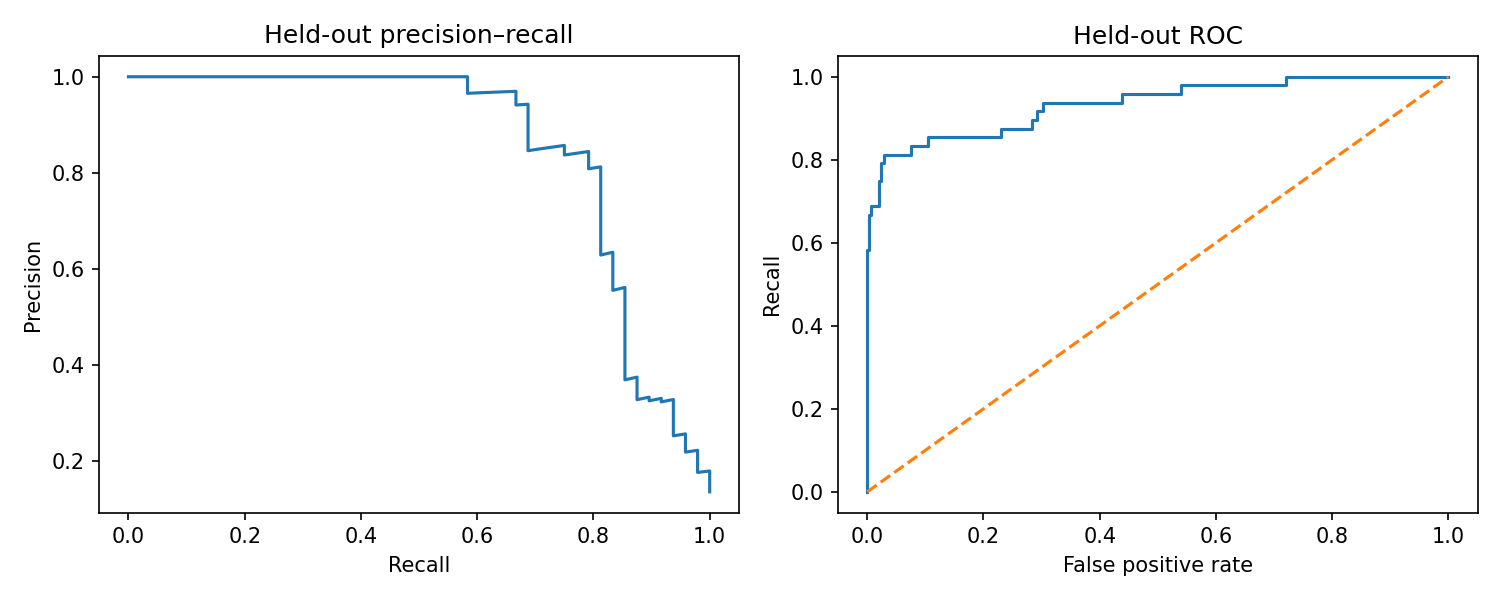 Held-out precision–recall
1.0
0.8
0.6
0.4
0.2
Precision
0.0 0.2 0.4 0.6 0.8 1.0
Recall
Held-out ROC
1.0
0.8
0.6
0.4
0.2
0.0
Recall
0.0 0.2 0.4 0.6 0.8 1.0
False positive rate